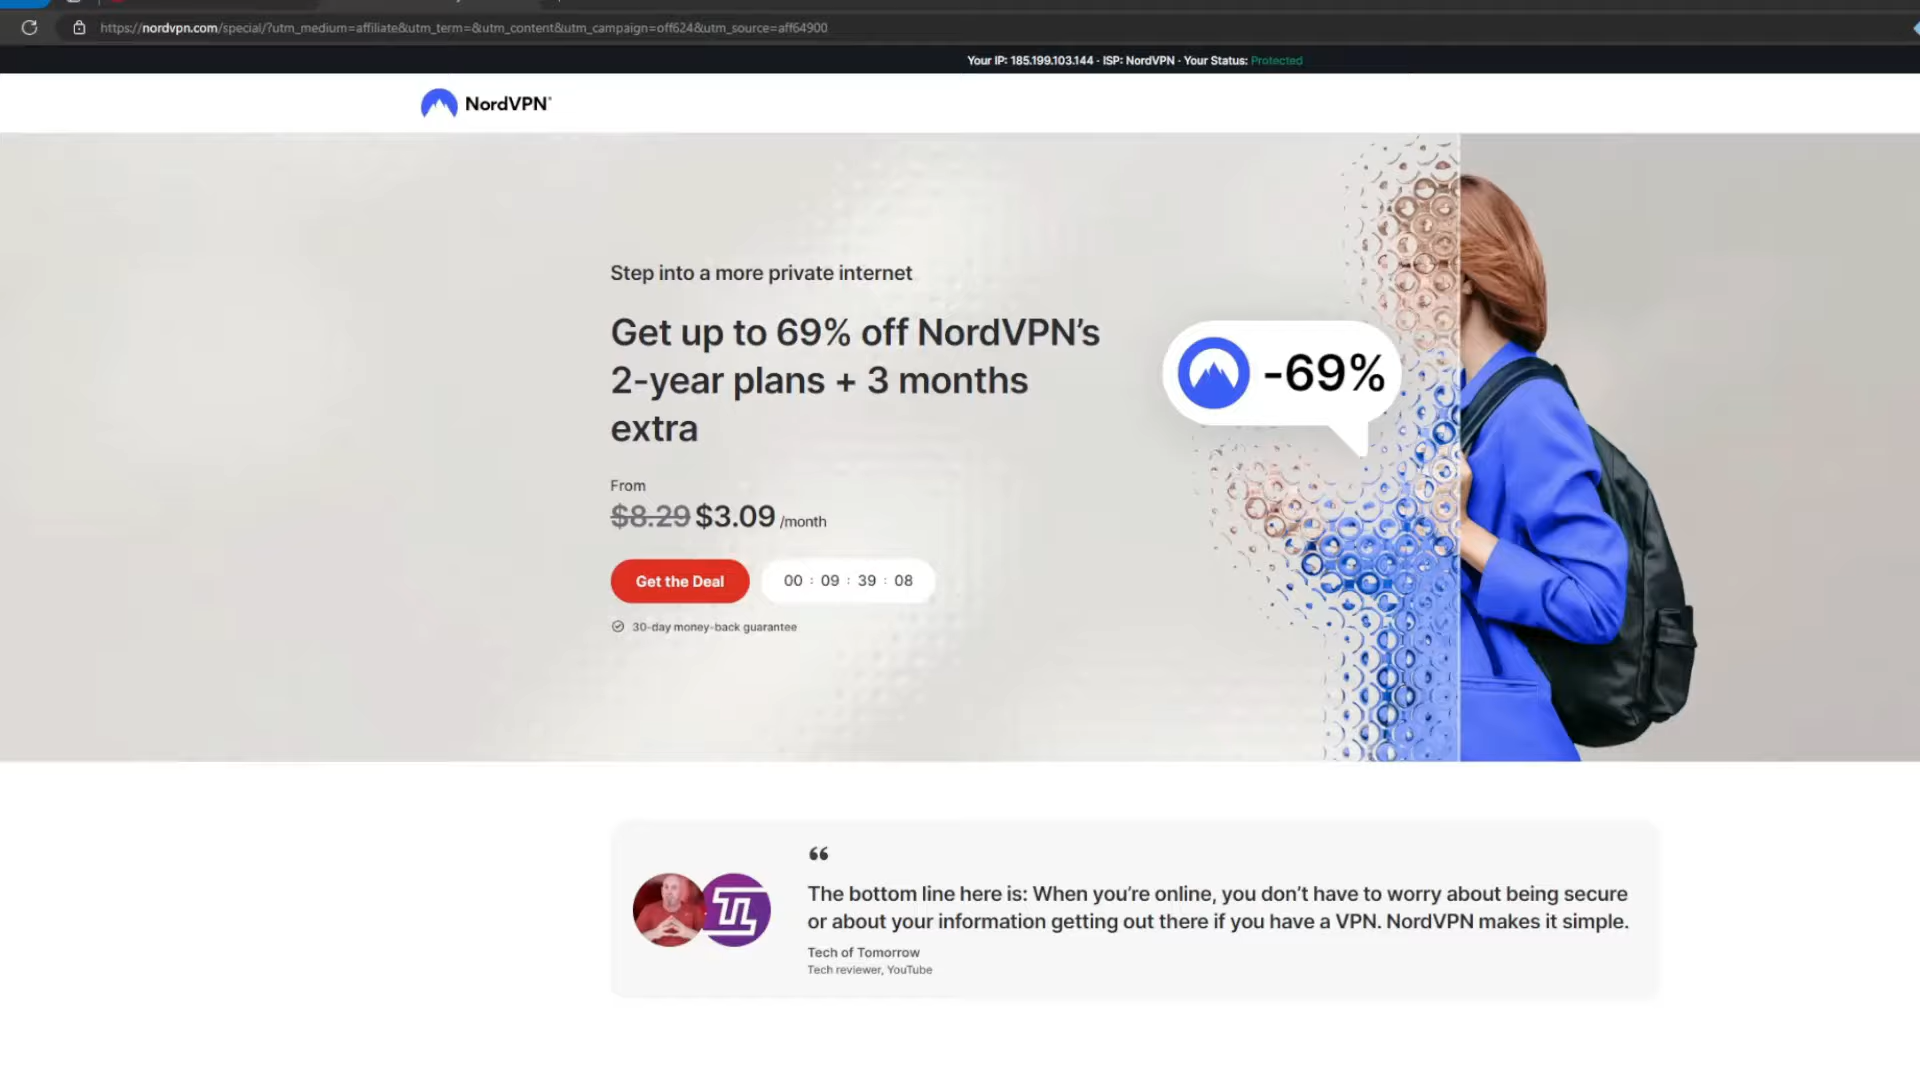 https://nordvpn.com/special/?utm_medium=affiliate&utm_term=&utm_content&utm_campaign=off624&utm_source=aff64900
Your IP: 185.199.103.144 · ISP: NordVPN · Your Status: Protected
NordVPN®
Step into a more private internet
Get up to 69% off NordVPN’s
2-year plans + 3 months
extra
-69%
From
$8.29 $3.09 /month
Get the Deal 00 : 09 : 39 : 08
30-day money-back guarantee
“
The bottom line here is: When you’re online, you don’t have to worry about being secure
or about your information getting out there if you have a VPN. NordVPN makes it simple.
Tech of Tomorrow
Tech reviewer, YouTube